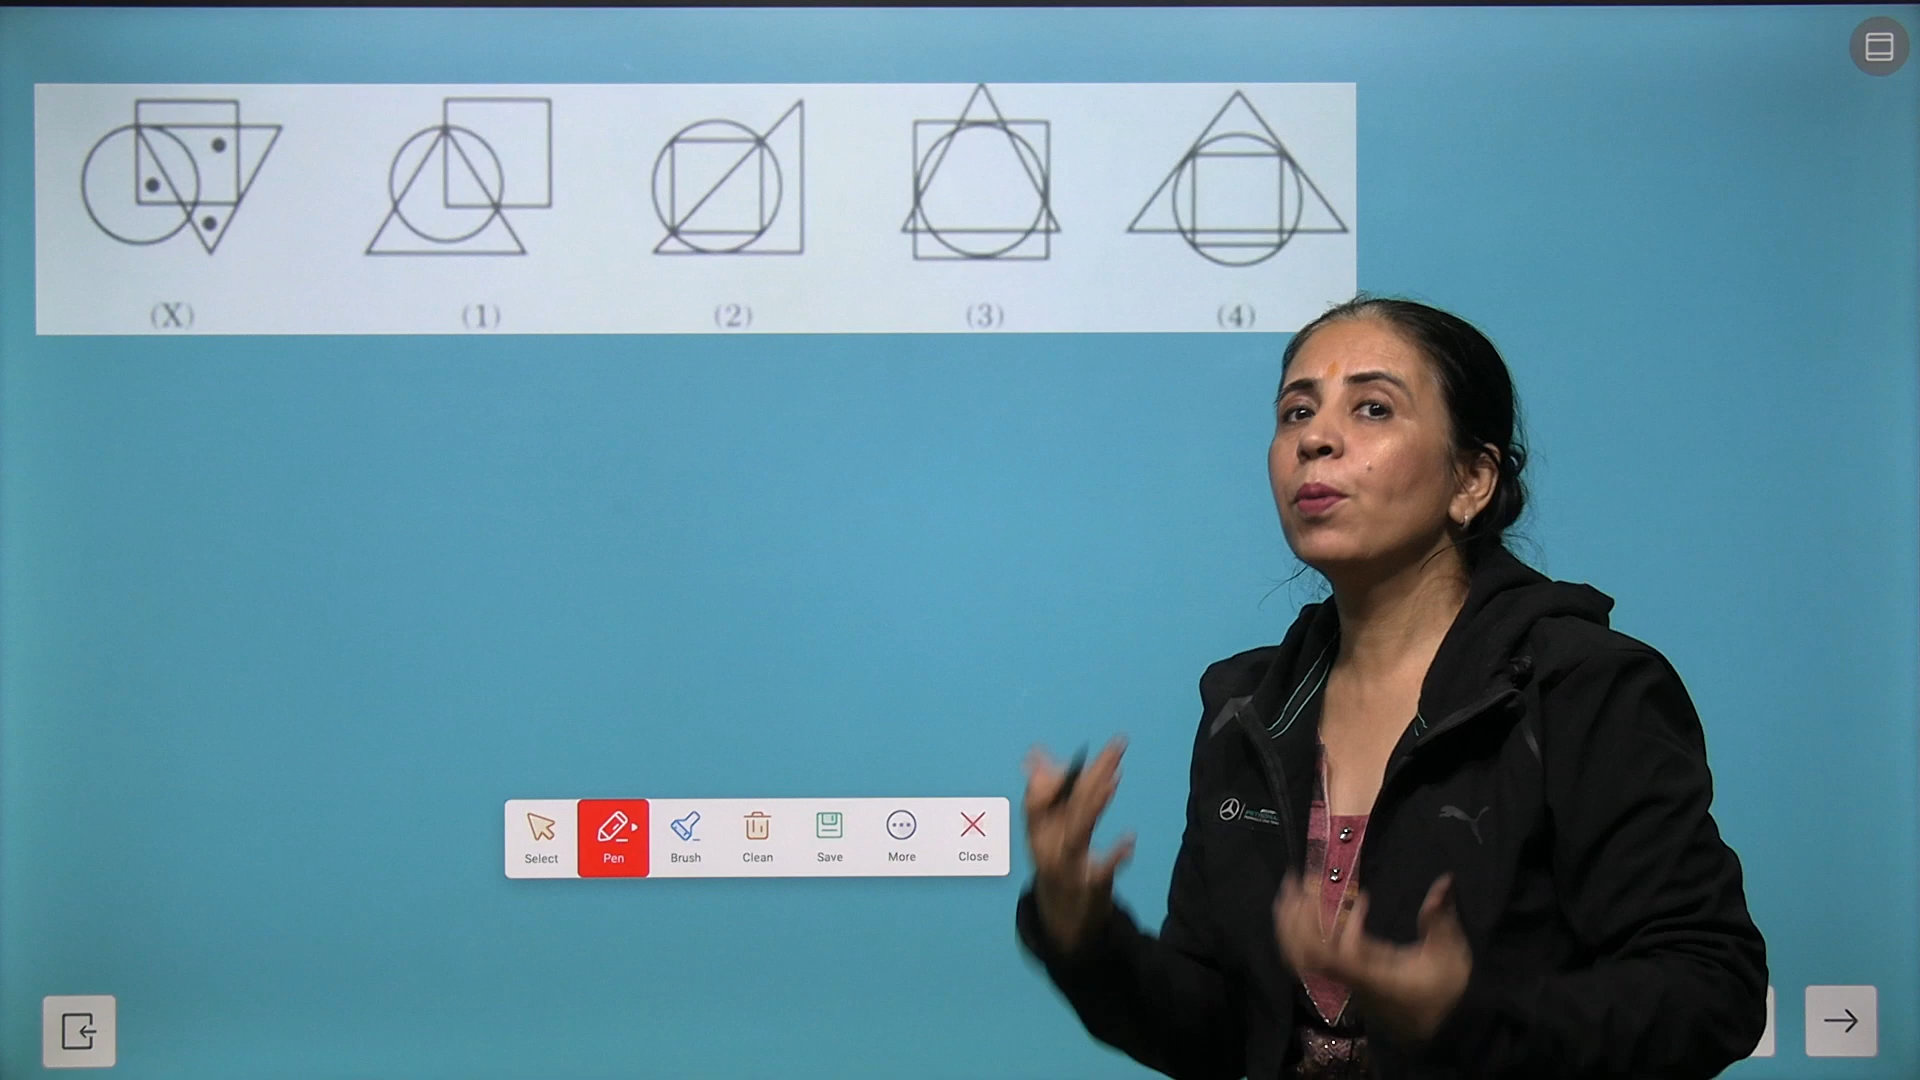 (X) (1) (2) (3) (4)
Select Pen Brush Clean Save More Close